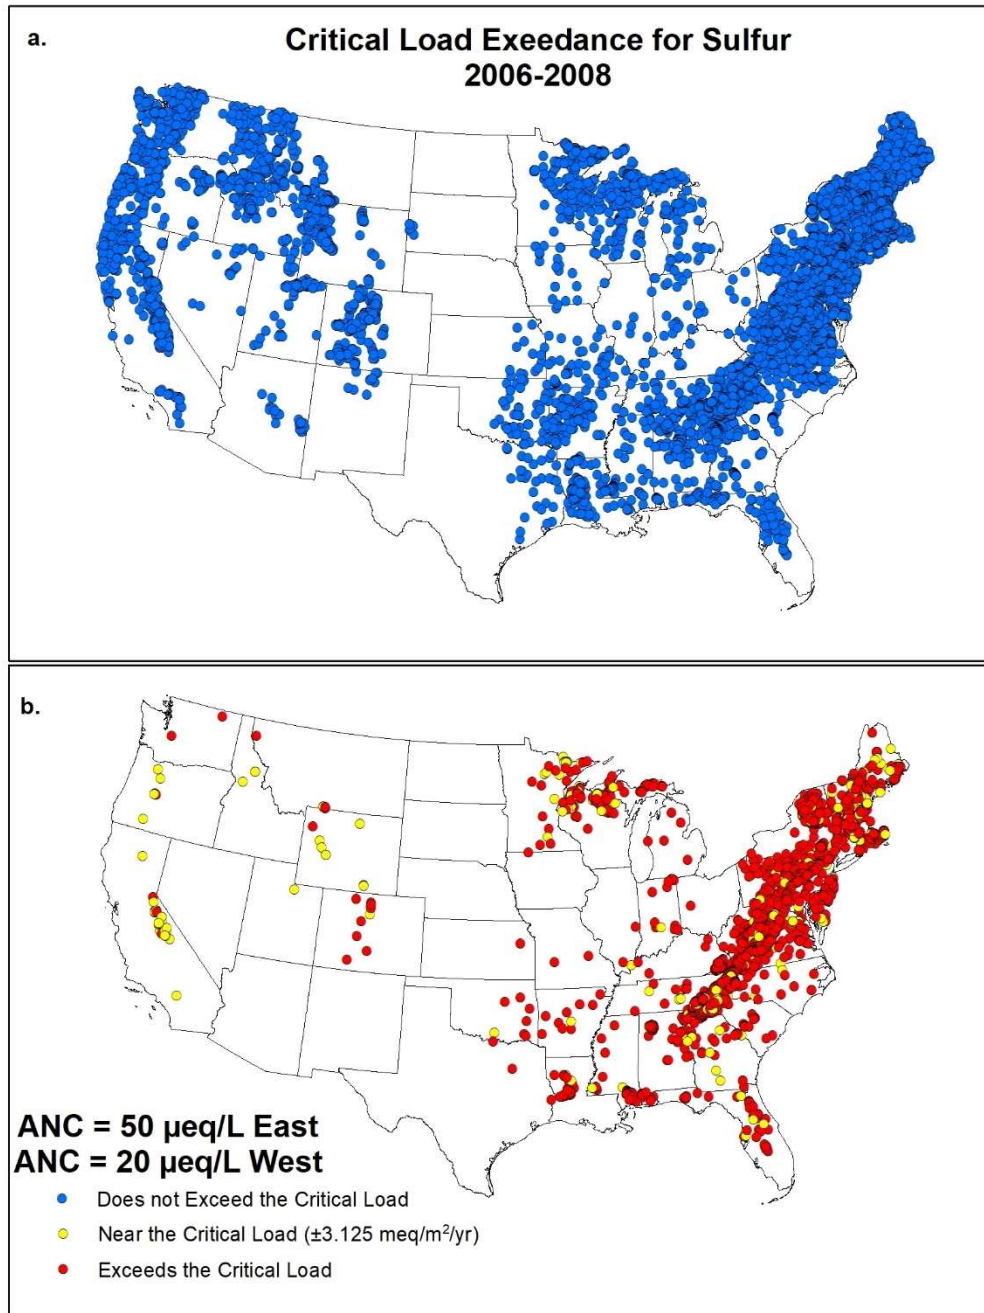 a.
Critical Load Exeedance for Sulfur
2006-2008
b.
ANC = 50 µeq/L East
ANC = 20 µeq/L West
Does not Exceed the Critical Load
Near the Critical Load (±3.125 meq/m²/yr)
Exceeds the Critical Load